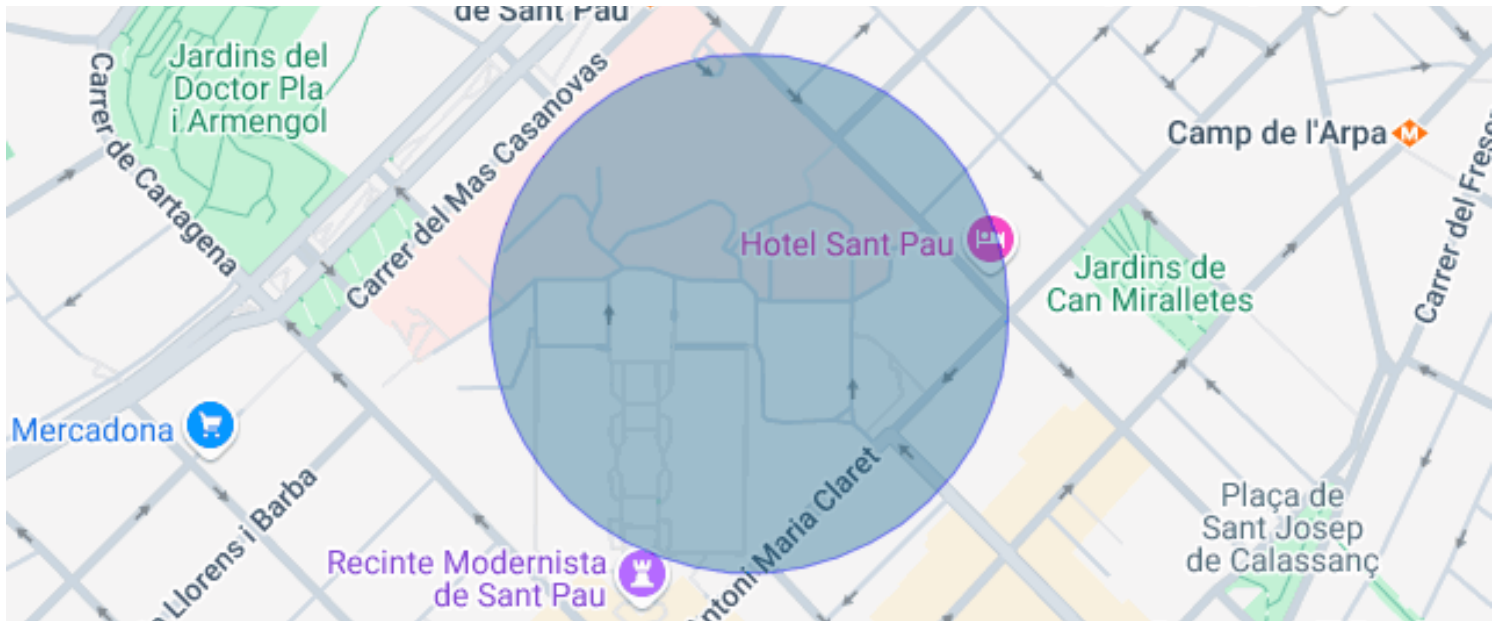 de Sant Pau
Jardins del
Doctor Pla
i Armengol
Carrer de Cartagena
Carrer del Mas Casanovas
Camp de l'Arpa
M
Hotel Sant Pau
Jardins de
Can Miralletes
Carrer del
Mercadona
Llorens i Barba
Antoni Maria Claret
Plaça de
Sant Josep
de Calassanç
Recinte Modernista
de Sant Pau